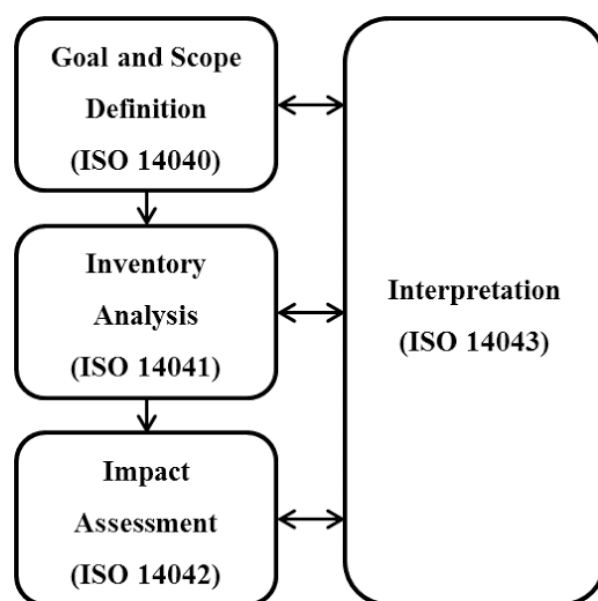 Goal and Scope
Definition
(ISO 14040)
Inventory
Analysis
(ISO 14041)
Impact
Assessment
(ISO 14042)
Interpretation
(ISO 14043)